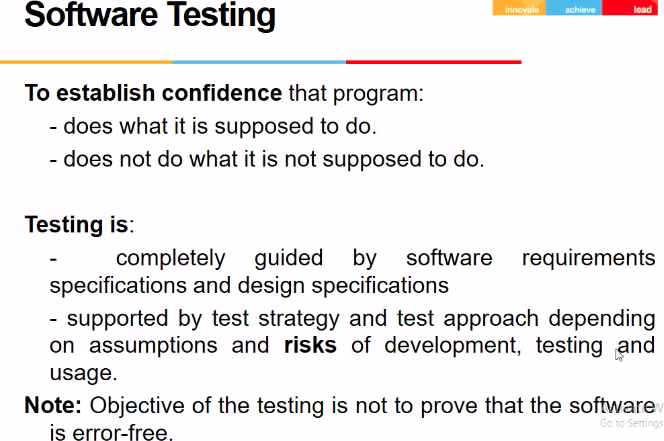 Software Testing
innovate achieve lead
To establish confidence that program:
- does what it is supposed to do.
- does not do what it is not supposed to do.
Testing is:
- completely guided by software requirements
specifications and design specifications
- supported by test strategy and test approach depending
on assumptions and risks of development, testing and
usage.
Note: Objective of the testing is not to prove that the software
is error-free.
Go to Settings